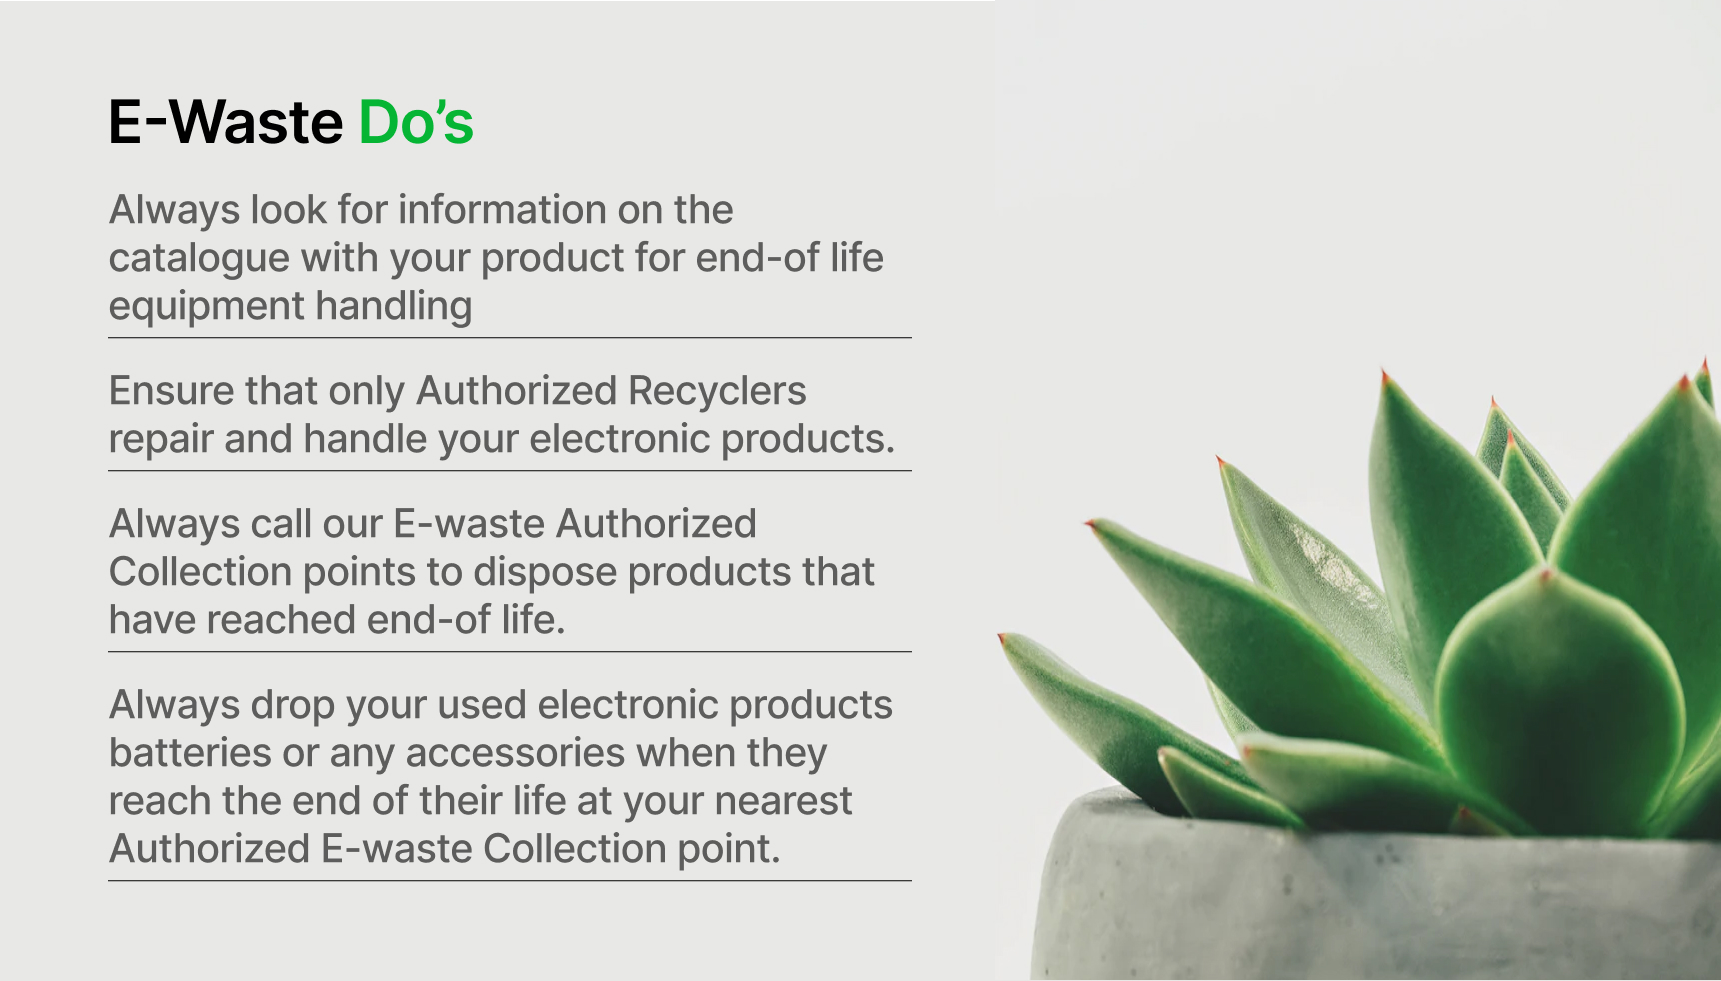 E-Waste Do’s
Always look for information on the
catalogue with your product for end-of life
equipment handling
Ensure that only Authorized Recyclers
repair and handle your electronic products.
Always call our E-waste Authorized
Collection points to dispose products that
have reached end-of life.
Always drop your used electronic products
batteries or any accessories when they
reach the end of their life at your nearest
Authorized E-waste Collection point.